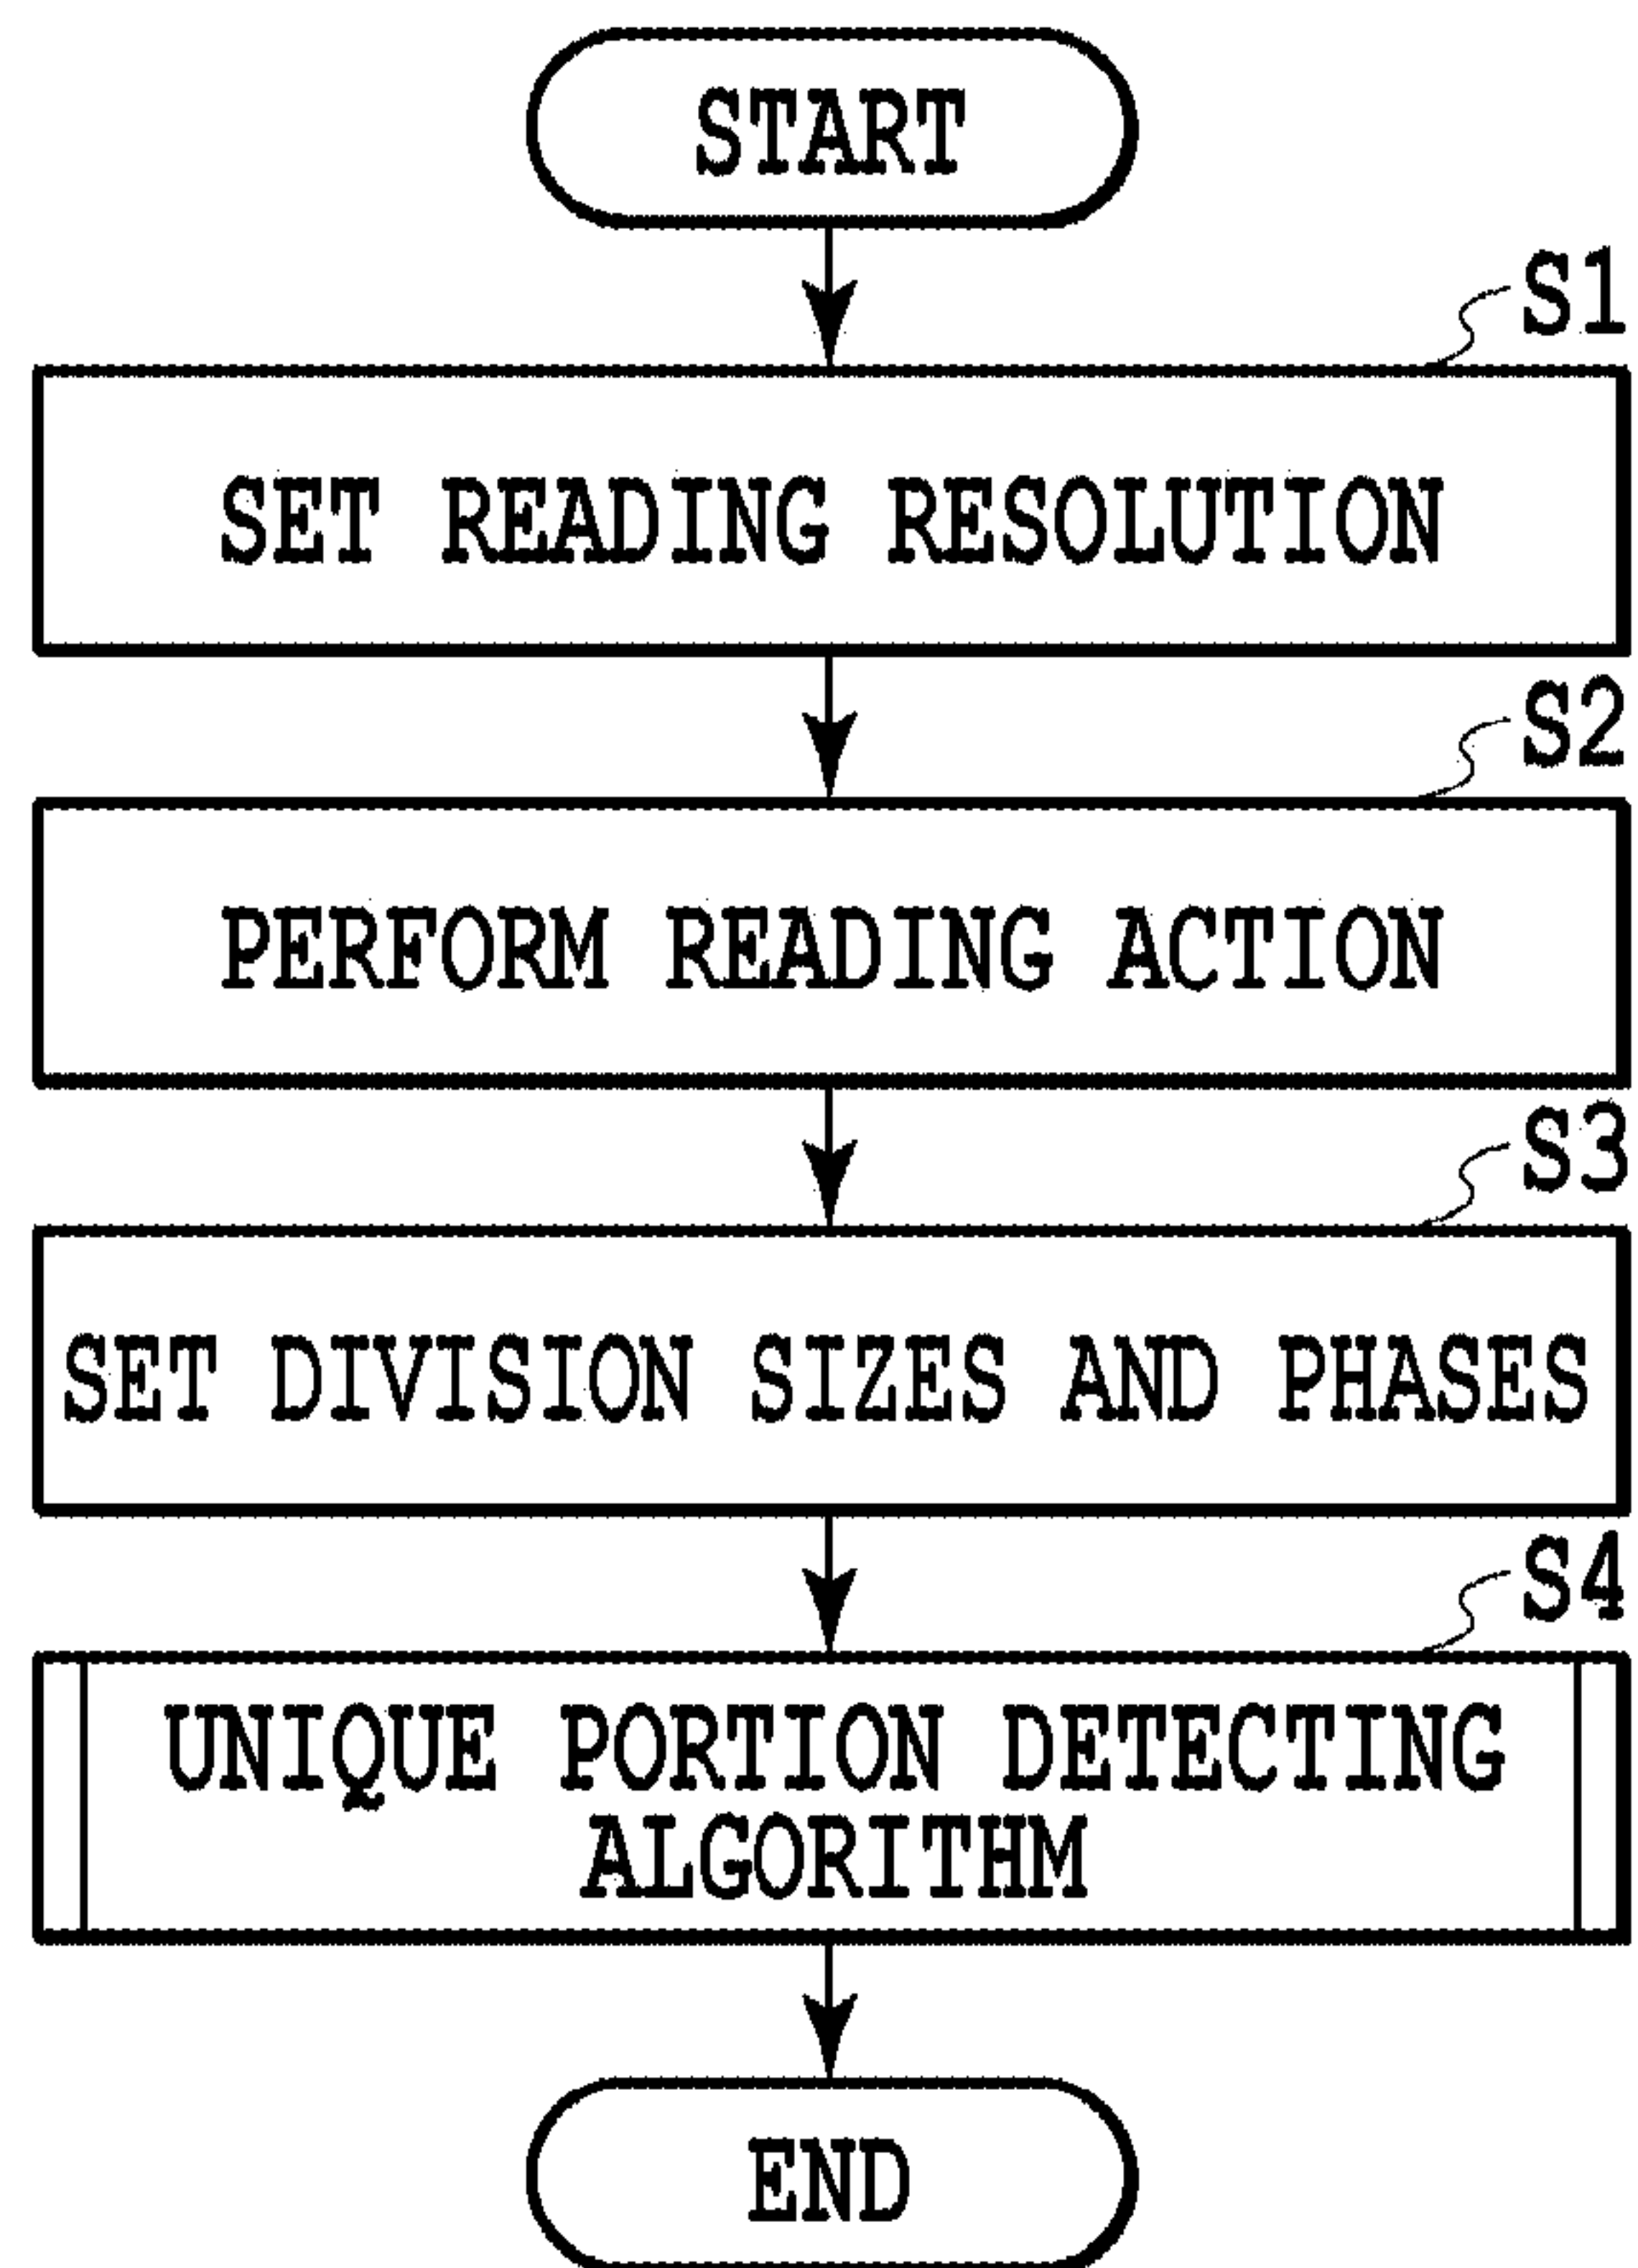 START
S1
SET READING RESOLUTION
S2
PERFORM READING ACTION
S3
SET DIVISION SIZES AND PHASES
S4
UNIQUE PORTION DETECTING
ALGORITHM
END